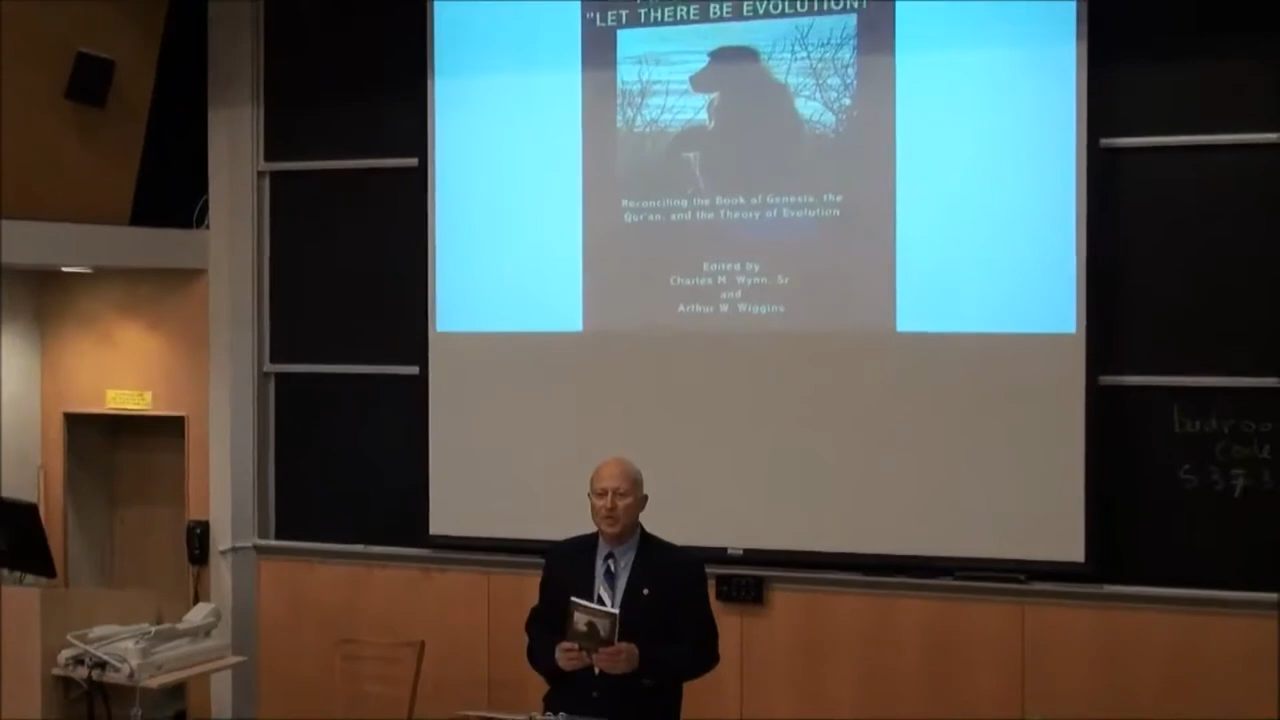 "LET THERE BE EVOLUTION!
Reconciling the Book of Genesis, the
Qur'an, and the Theory of Evolution
Edited by
Charles M. Wynn, Sr
and
Arthur W. Wiggins
code